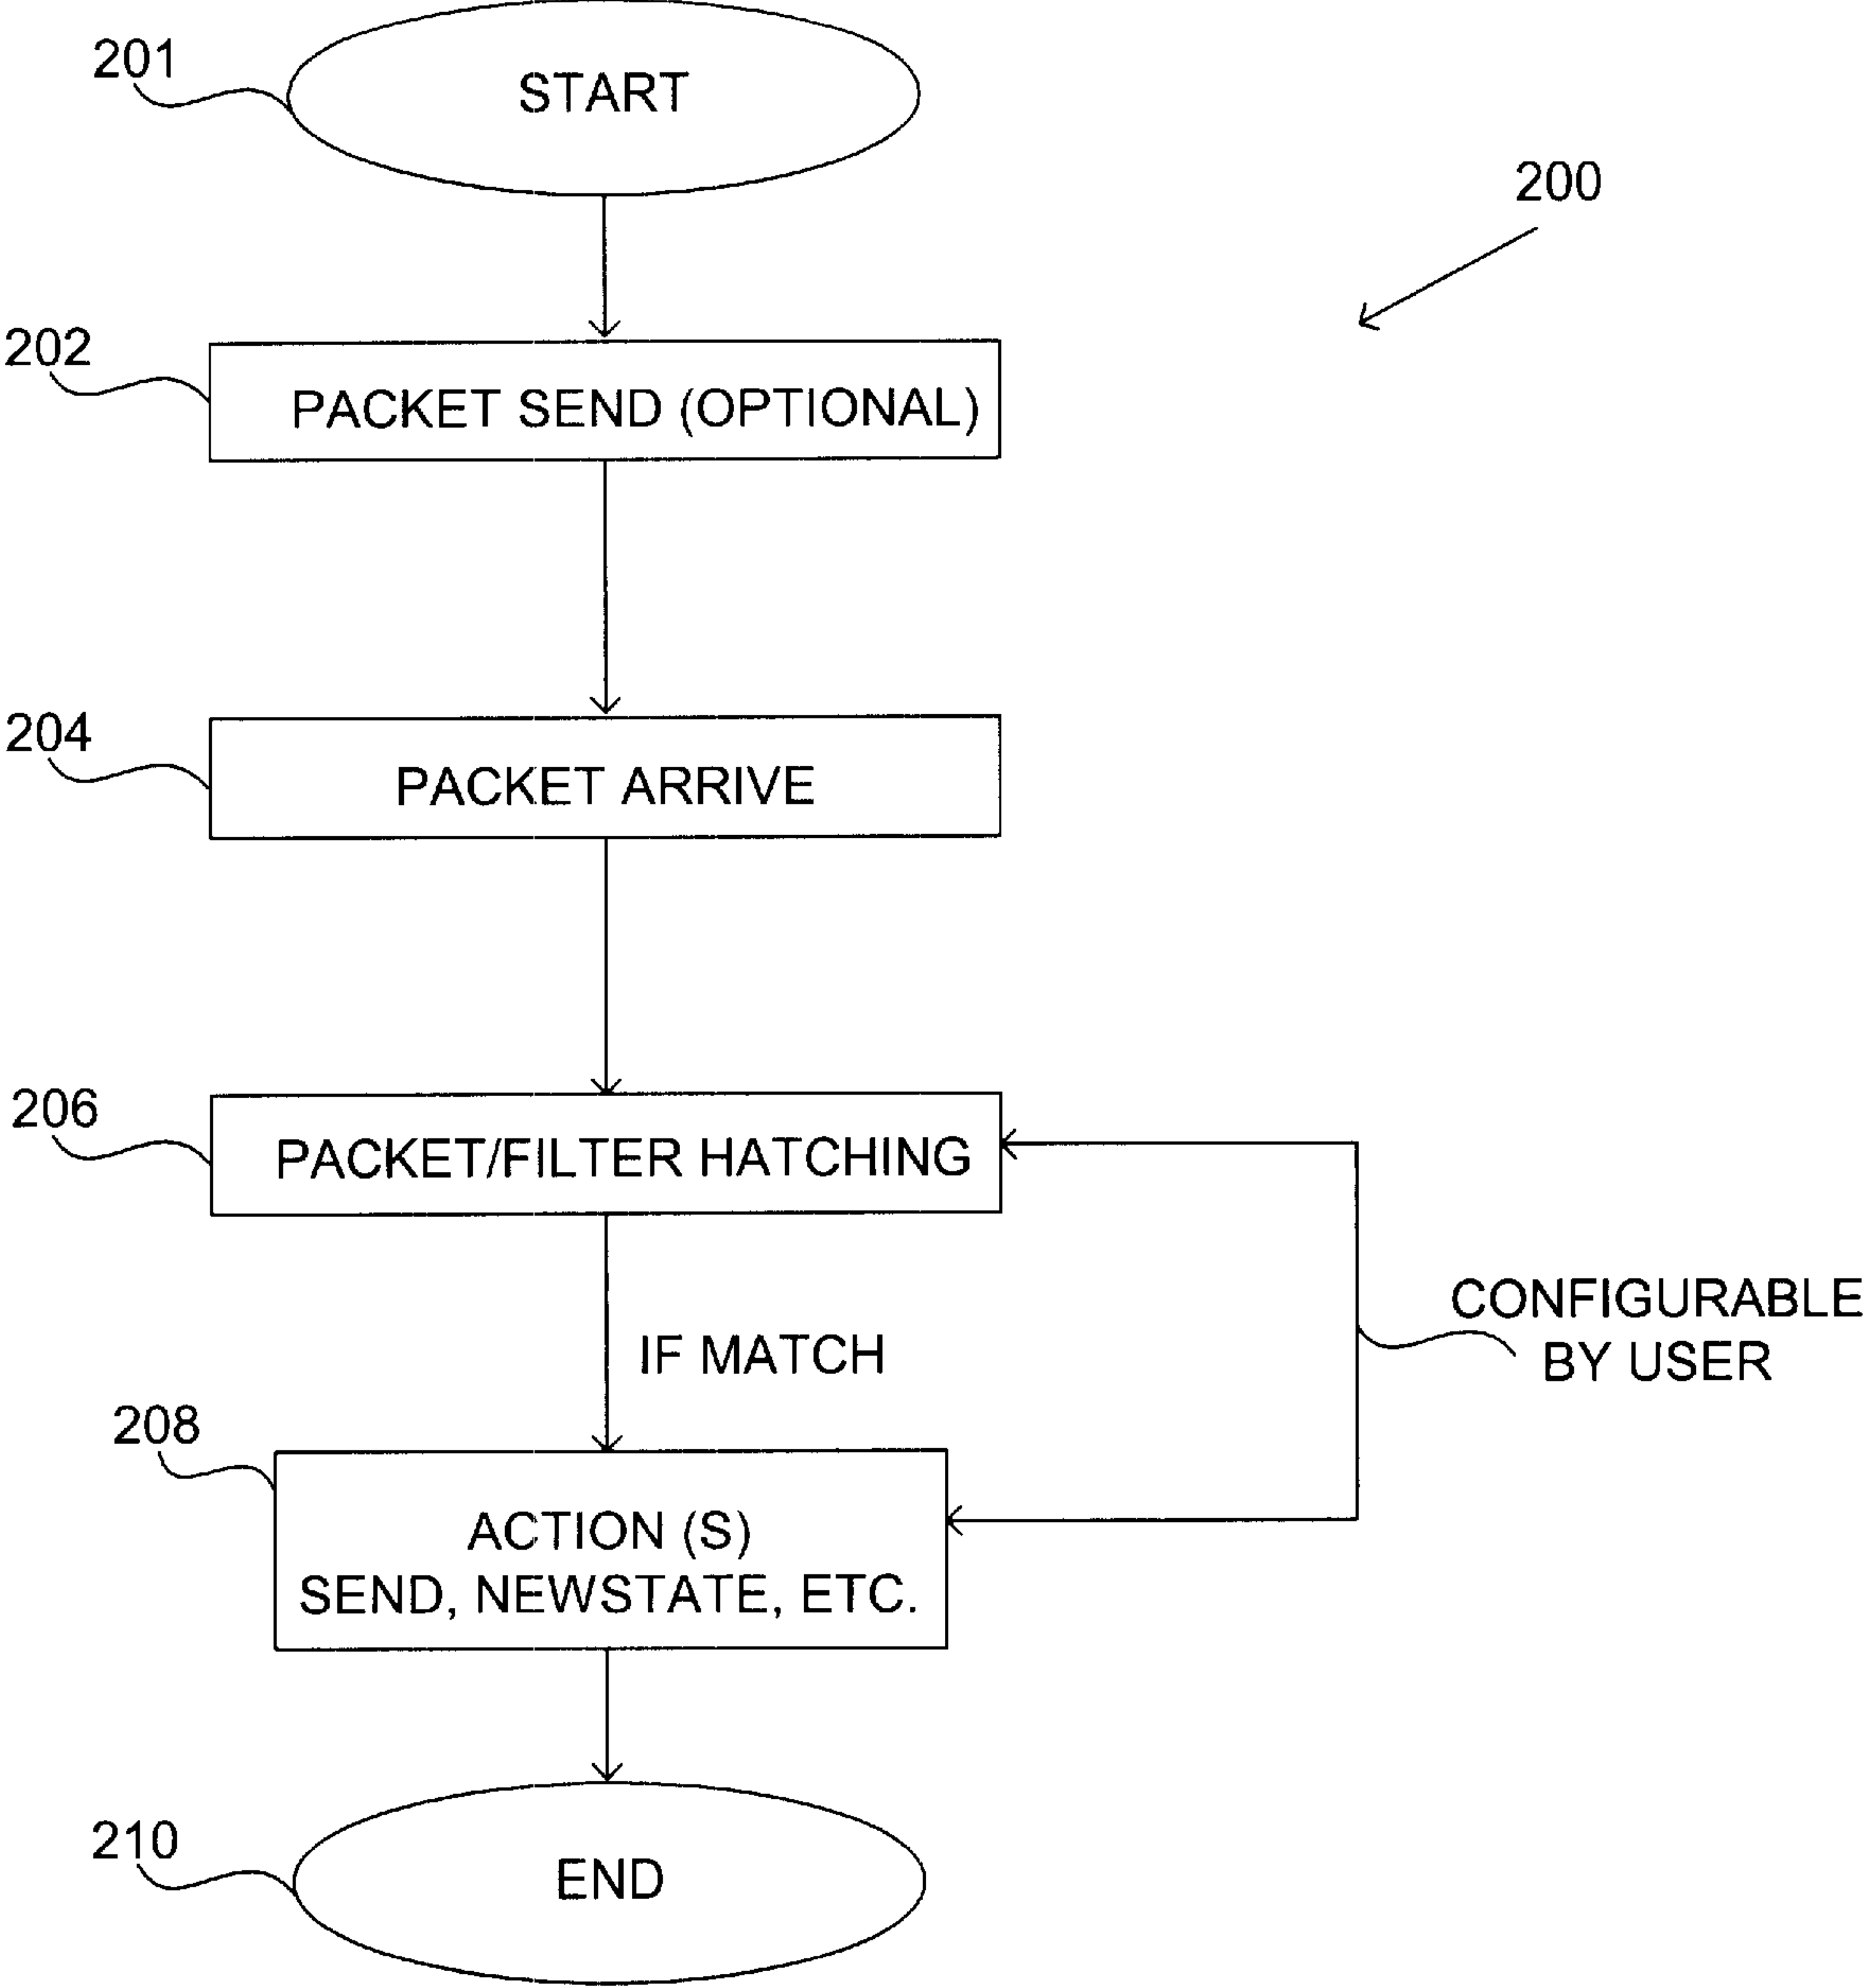 201
START
200
202
PACKET SEND (OPTIONAL)
204
PACKET ARRIVE
206
PACKET/FILTER HATCHING
CONFIGURABLE
BY USER
IF MATCH
208
ACTION (S)
SEND, NEWSTATE, ETC.
210
END